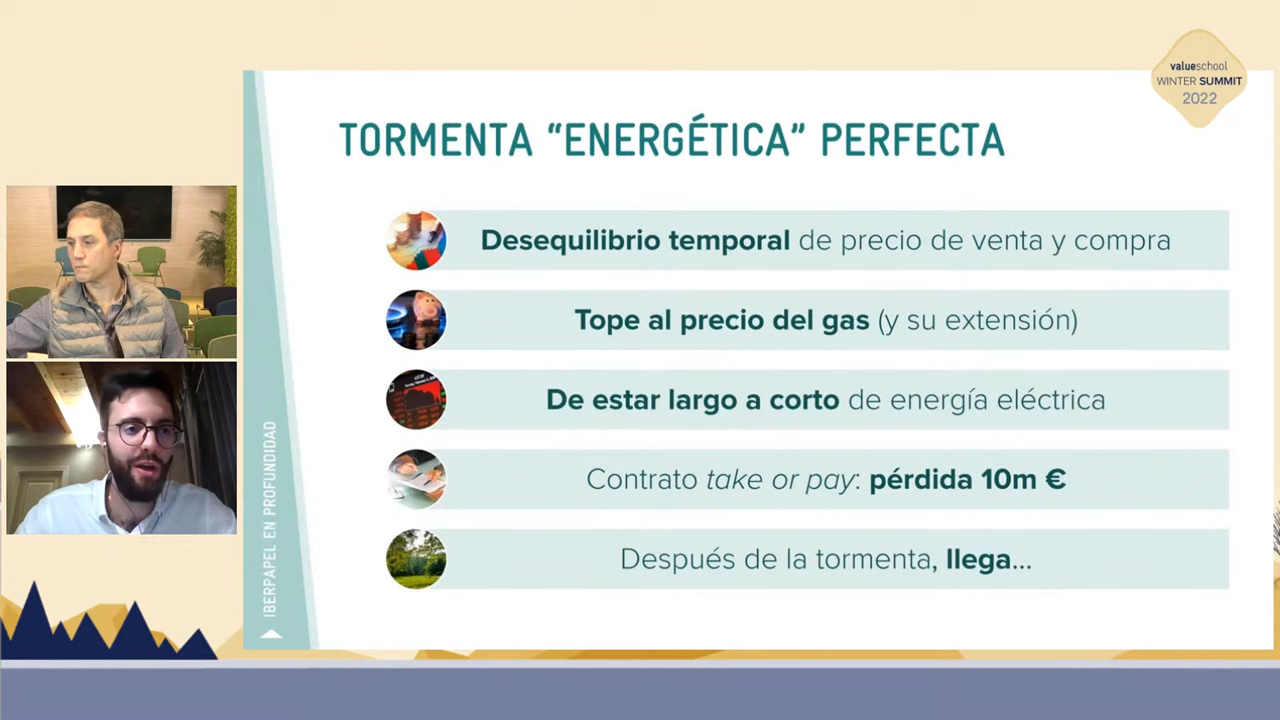 valueschool
WINTER SUMMIT
2022
TORMENTA “ENERGÉTICA” PERFECTA
Desequilibrio temporal de precio de venta y compra
Tope al precio del gas (y su extensión)
De estar largo a corto de energía eléctrica
Contrato take or pay: pérdida 10m €
Después de la tormenta, llega...
IBERPAPEL EN PROFUNDIDAD